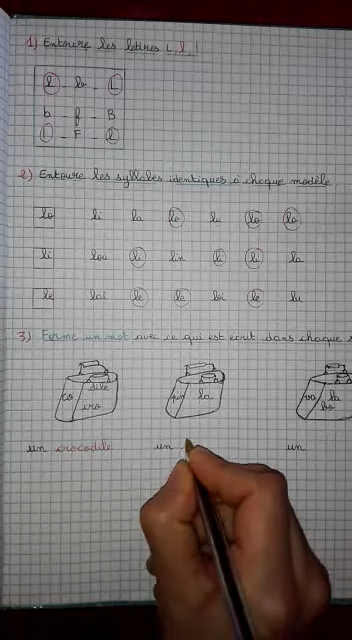 1) Entoure les lettres L, l, l
l - b - L
b - f - B
l - F - l
2) Entoure les syllabes identiques à chaque modèle
lo li la lo lu lo lo
li lou li lin li li la
le lai le le loi le lu
3) Forme un mot avec ce qui est écrit dans chaque s
co dile cro la va la bo
un crocodile un un